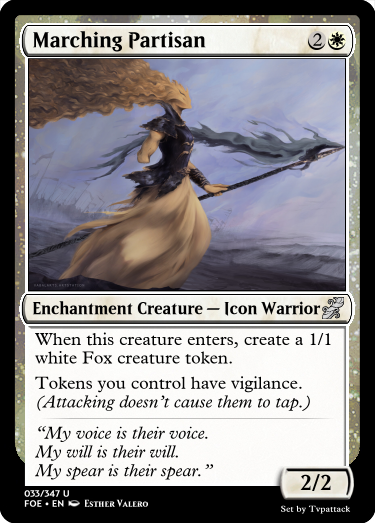 Marching Partisan 2
Enchantment Creature — Icon Warrior
When this creature enters, create a 1/1
white Fox creature token.
Tokens you control have vigilance.
(Attacking doesn't cause them to tap.)
"My voice is their voice.
My will is their will.
My spear is their spear."
2/2
033/347 U
FOE • EN Esther Valero
Set by Tvpattack